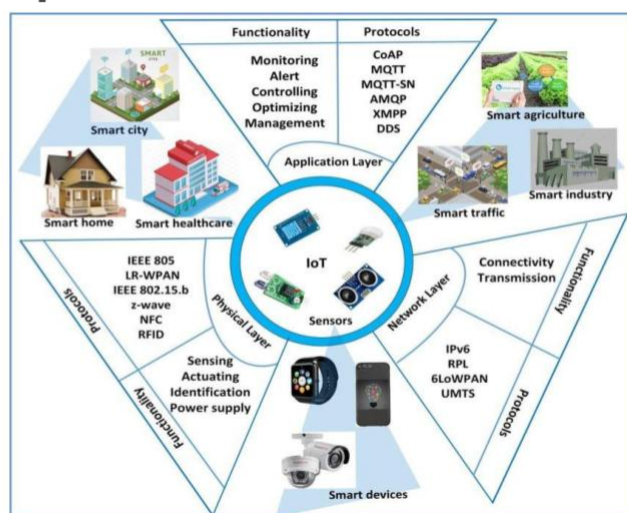 Functionality
Protocols
Monitoring
Alert
Controlling
Optimizing
Management
CoAP
MQTT
MQTT-SN
AMQP
XMPP
DDS
Application Layer
SMART
city
Smart city
Smart home
Smart healthcare
Smart agriculture
Smart industry
Smart traffic
IoT
Sensors
Protocols
IEEE 805
LR-WPAN
IEEE 802.15.b
z-wave
NFC
RFID
Physical Layer
Functionality
Sensing
Actuating
Identification
Power supply
Network Layer
Connectivity
Transmission
Functionality
IPv6
RPL
6LoWPAN
UMTS
Protocols
Smart devices